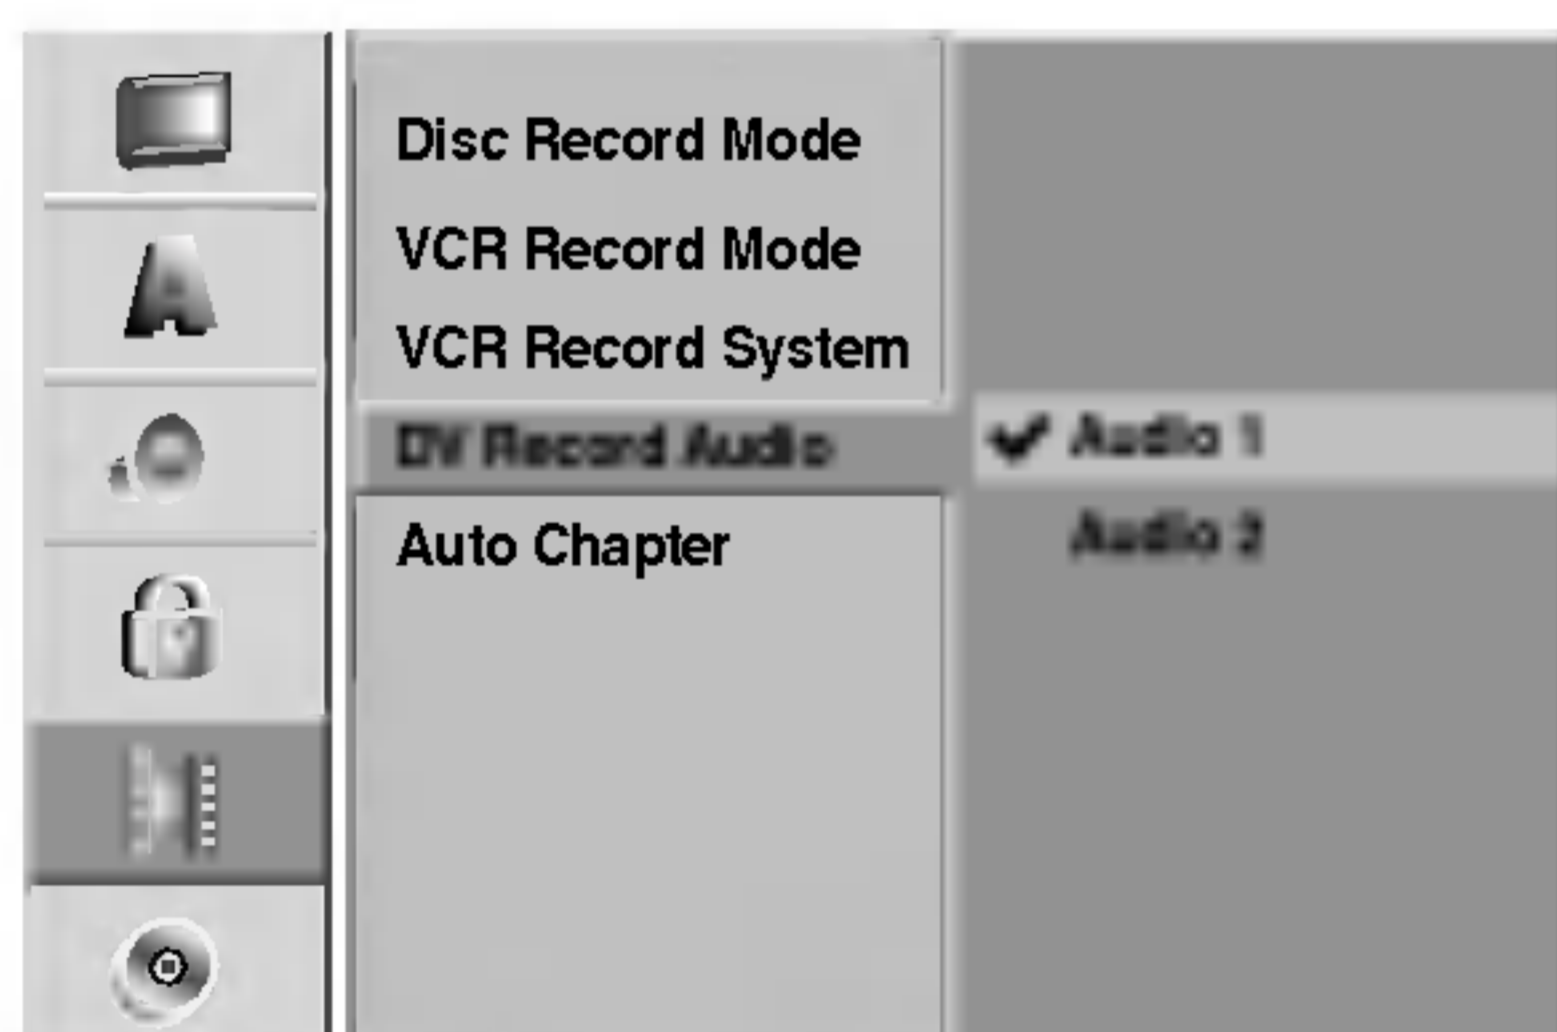 Disc Record Mode
VCR Record Mode
VCR Record System
DV Record Audio
✔ Audio 1
Audio 2
Auto Chapter